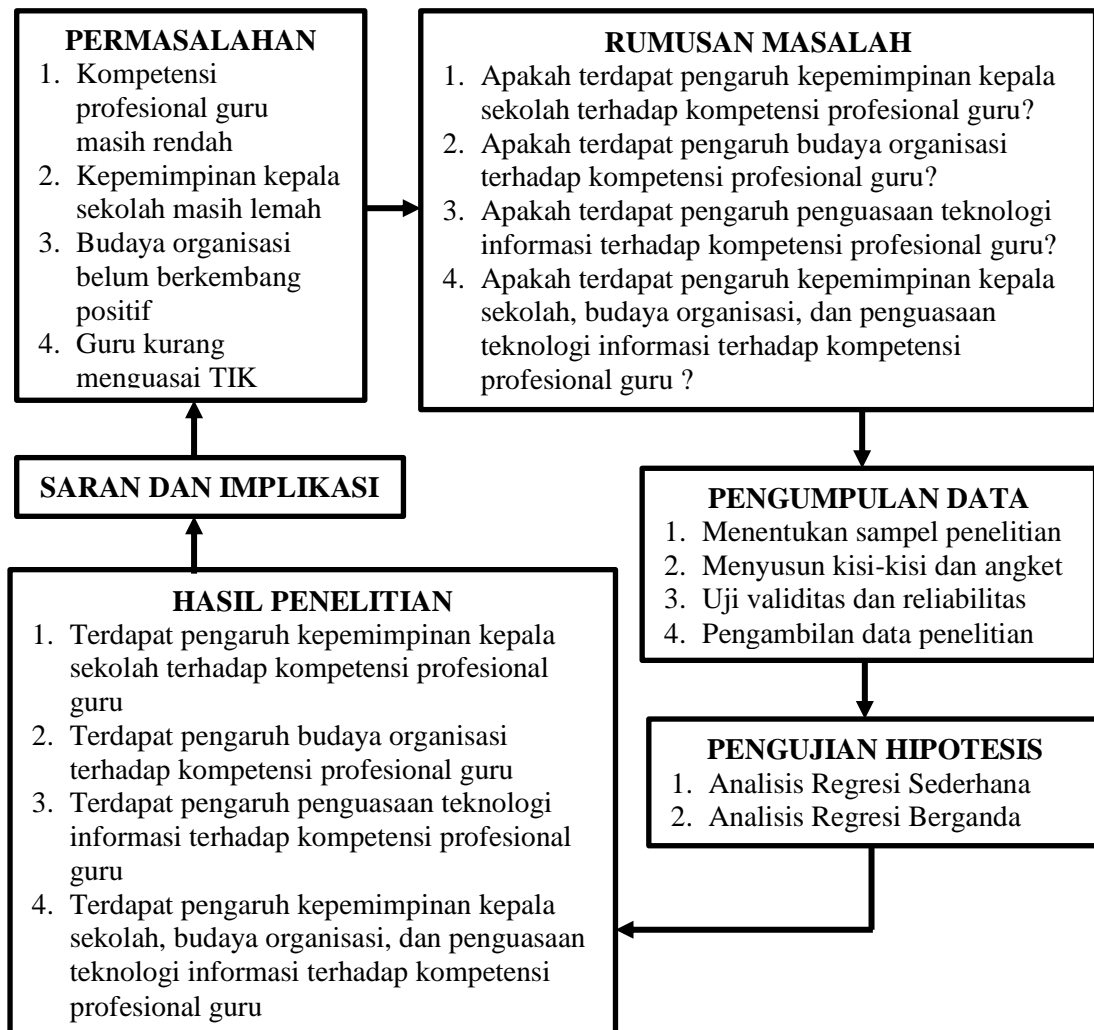 PERMASALAHAN
1. Kompetensi
profesional guru
masih rendah
2. Kepemimpinan kepala
sekolah masih lemah
3. Budaya organisasi
belum berkembang
positif
4. Guru kurang
menguasai TIK
RUMUSAN MASALAH
1. Apakah terdapat pengaruh kepemimpinan kepala
sekolah terhadap kompetensi profesional guru?
2. Apakah terdapat pengaruh budaya organisasi
terhadap kompetensi profesional guru?
3. Apakah terdapat pengaruh penguasaan teknologi
informasi terhadap kompetensi profesional guru?
4. Apakah terdapat pengaruh kepemimpinan kepala
sekolah, budaya organisasi, dan penguasaan
teknologi informasi terhadap kompetensi
profesional guru ?
PENGUMPULAN DATA
1. Menentukan sampel penelitian
2. Menyusun kisi-kisi dan angket
3. Uji validitas dan reliabilitas
4. Pengambilan data penelitian
PENGUJIAN HIPOTESIS
1. Analisis Regresi Sederhana
2. Analisis Regresi Berganda
HASIL PENELITIAN
1. Terdapat pengaruh kepemimpinan kepala
sekolah terhadap kompetensi profesional
guru
2. Terdapat pengaruh budaya organisasi
terhadap kompetensi profesional guru
3. Terdapat pengaruh penguasaan teknologi
informasi terhadap kompetensi profesional
guru
4. Terdapat pengaruh kepemimpinan kepala
sekolah, budaya organisasi, dan penguasaan
teknologi informasi terhadap kompetensi
profesional guru
SARAN DAN IMPLIKASI